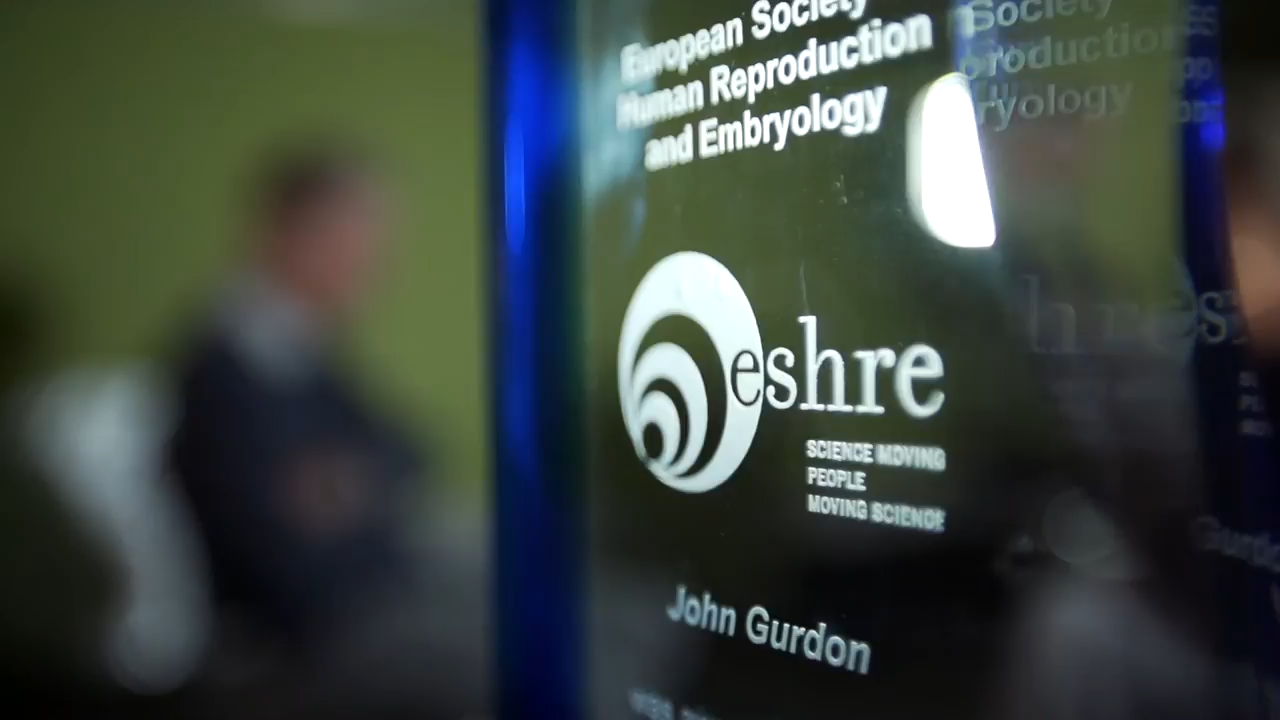 European Society
Human Reproduction
and Embryology
eshre
SCIENCE MOVING
PEOPLE
MOVING SCIENCE
John Gurdon